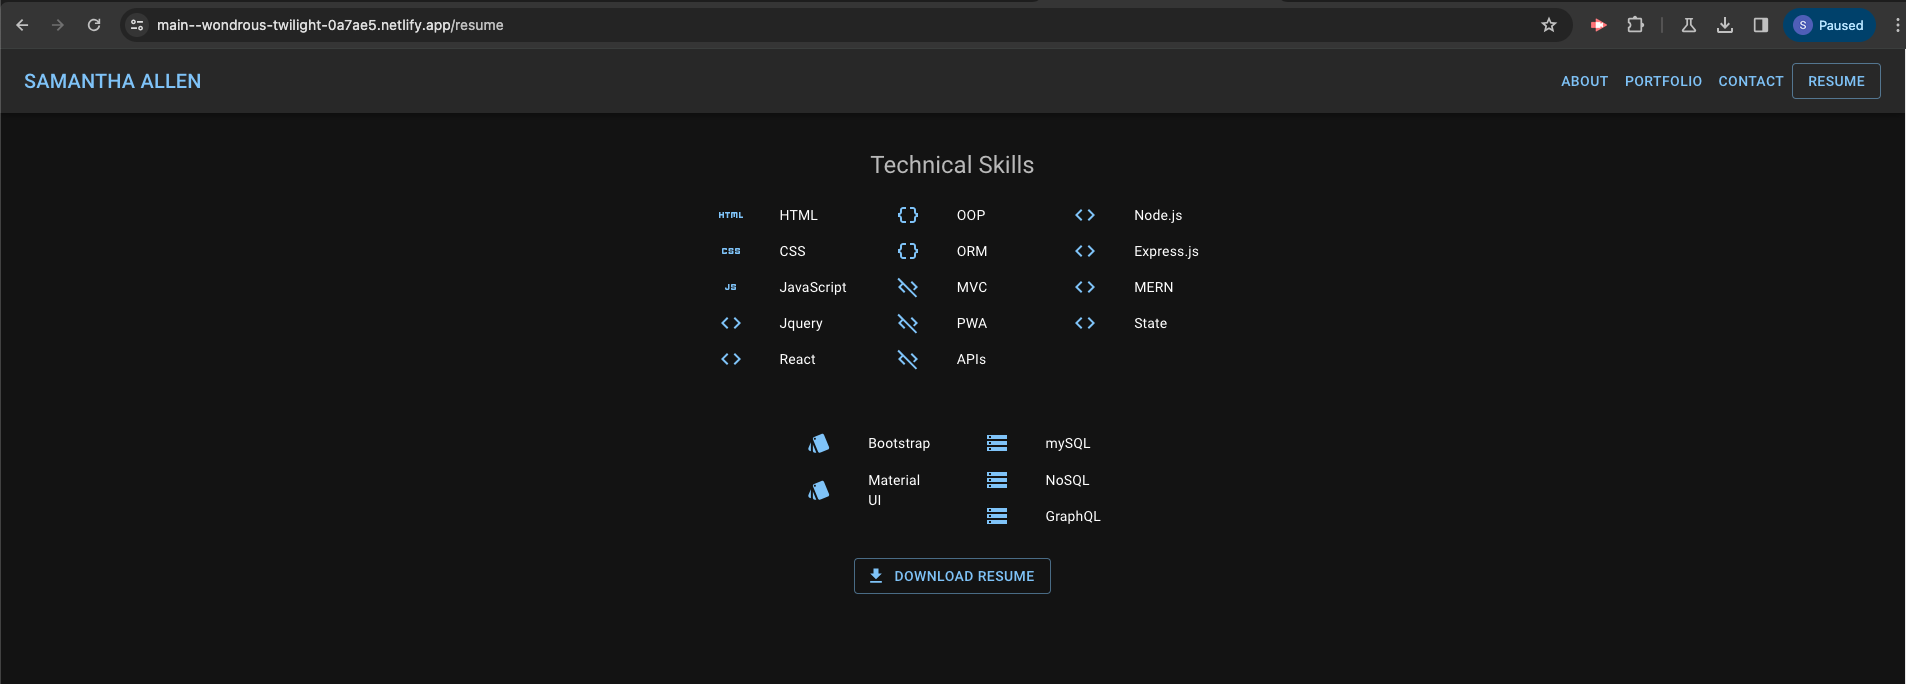 main--wondrous-twilight-0a7ae5.netlify.app/resume
S Paused
SAMANTHA ALLEN
ABOUT PORTFOLIO CONTACT RESUME
Technical Skills
HTML HTML OOP Node.js
CSS CSS ORM Express.js
JS JavaScript MVC MERN
Jquery PWA State
React APIs
Bootstrap mySQL
Material UI NoSQL
GraphQL
DOWNLOAD RESUME